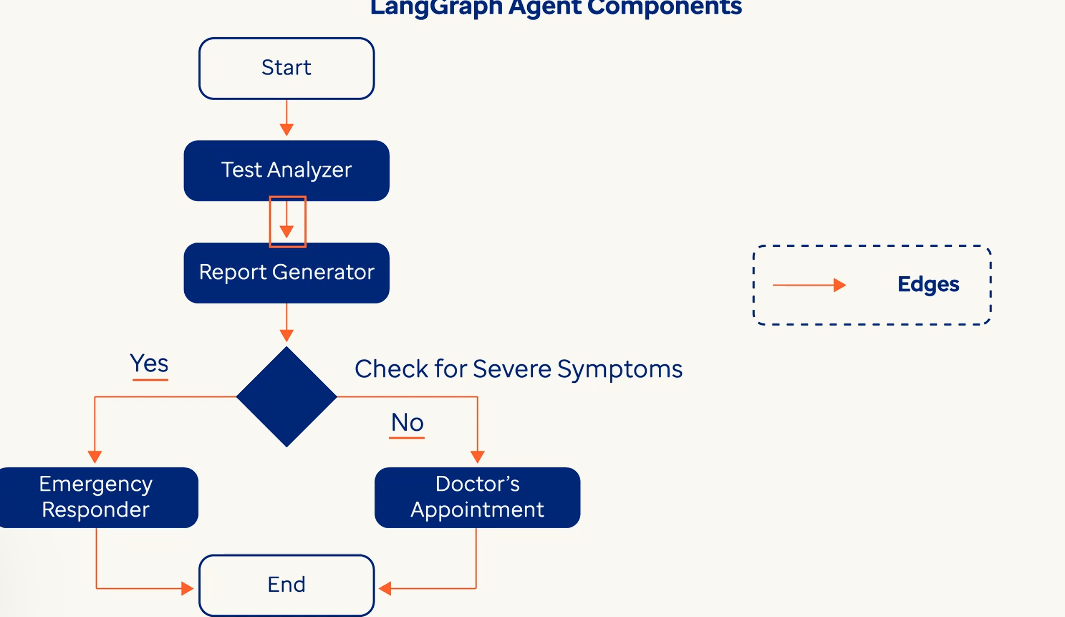 LangGraph Agent Components
Start
Test Analyzer
Report Generator
Edges
Yes
Check for Severe Symptoms
No
Emergency
Responder
Doctor’s
Appointment
End